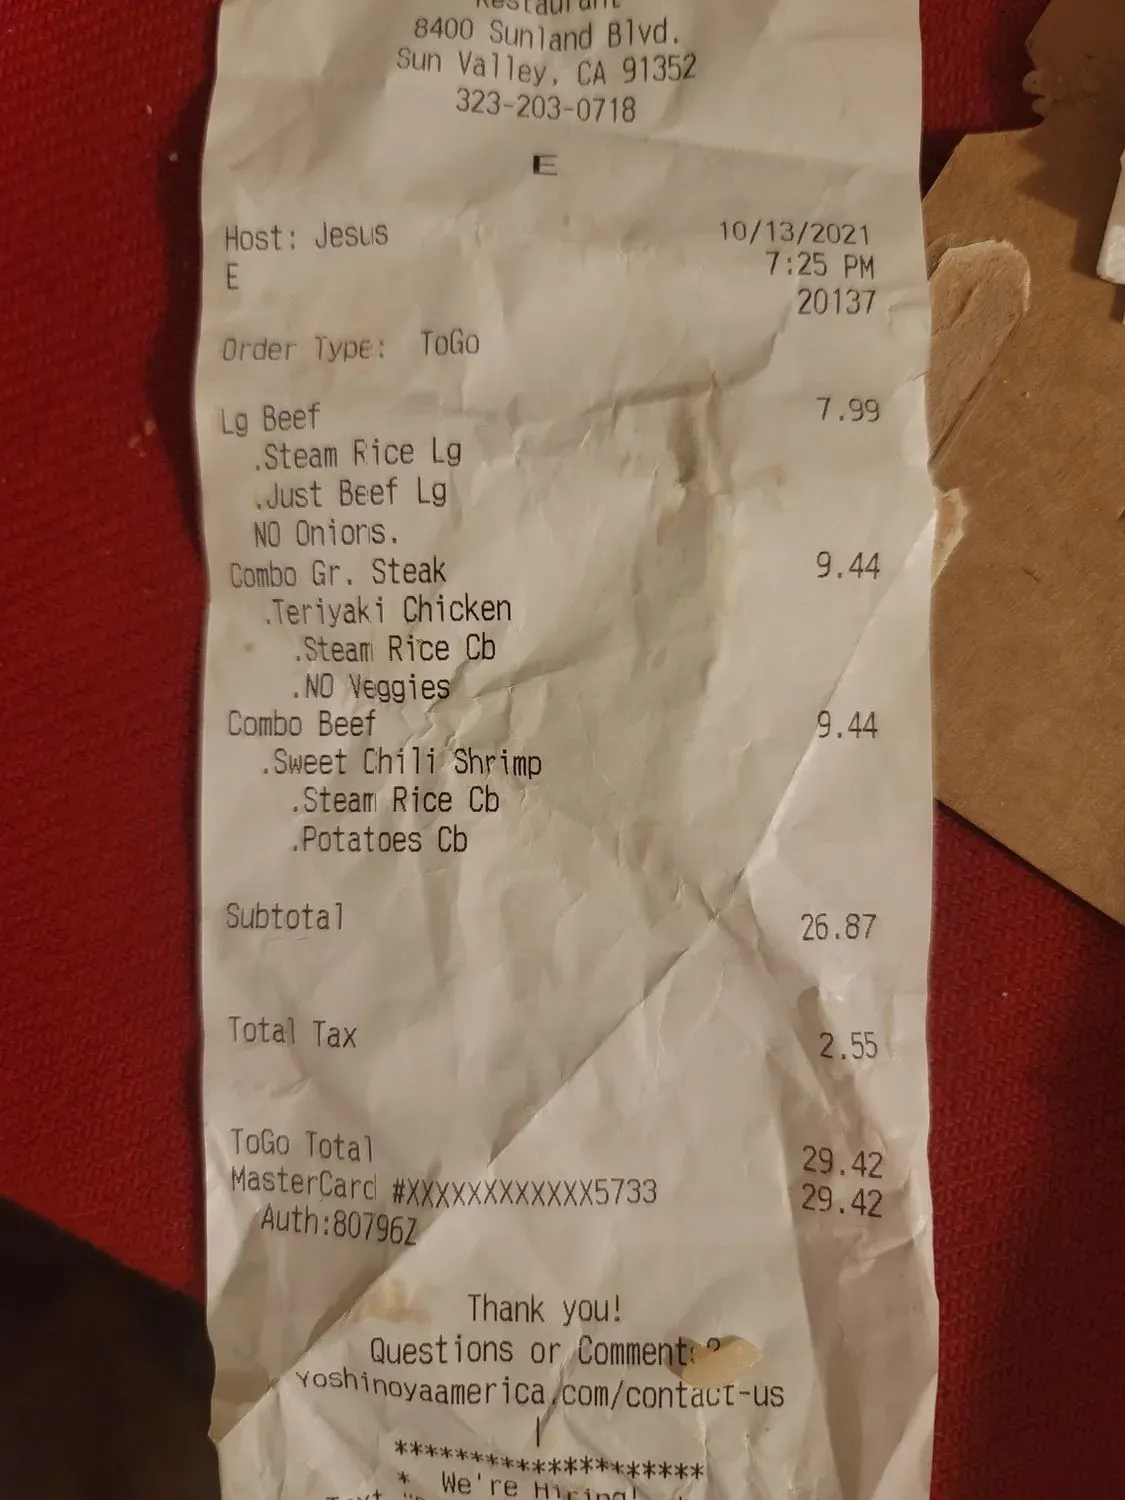 Restaurant
8400 Sunland Blvd.
Sun Valley, CA 91352
323-203-0718
E
Host: Jesus 10/13/2021
E 7:25 PM
20137
Order Type: ToGo
Lg Beef 7.99
.Steam Rice Lg
.Just Beef Lg
NO Onions.
Combo Gr. Steak 9.44
.Teriyaki Chicken
.Steam Rice Cb
.NO Veggies
Combo Beef 9.44
.Sweet Chili Shrimp
.Steam Rice Cb
.Potatoes Cb
Subtotal 26.87
Total Tax 2.55
ToGo Total 29.42
MasterCard #XXXXXXXXXXXX5733 29.42
Auth:80796Z
Thank you!
Questions or Comments?
yoshinoyaamerica.com/contact-us
|
********************
* We're Hiring!
Text